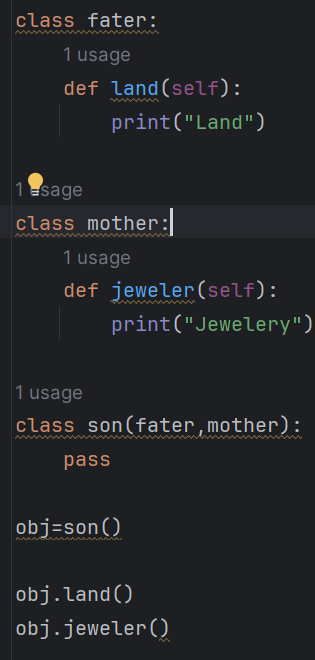 class fater:
1 usage
def land(self):
print("Land")
1 usage
class mother:
1 usage
def jeweler(self):
print("Jewelery")
1 usage
class son(fater,mother):
pass
obj=son()
obj.land()
obj.jeweler()